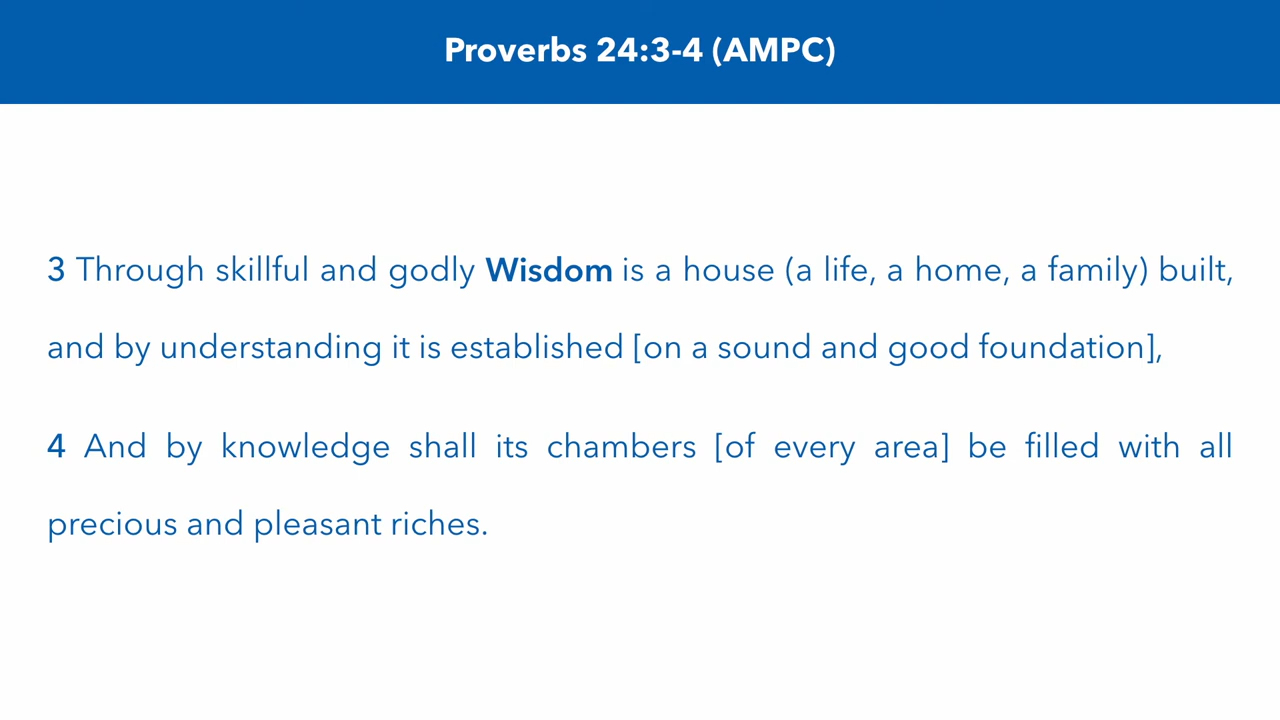 Proverbs 24:3-4 (AMPC)
3 Through skillful and godly Wisdom is a house (a life, a home, a family) built,
and by understanding it is established [on a sound and good foundation],
4 And by knowledge shall its chambers [of every area] be filled with all
precious and pleasant riches.